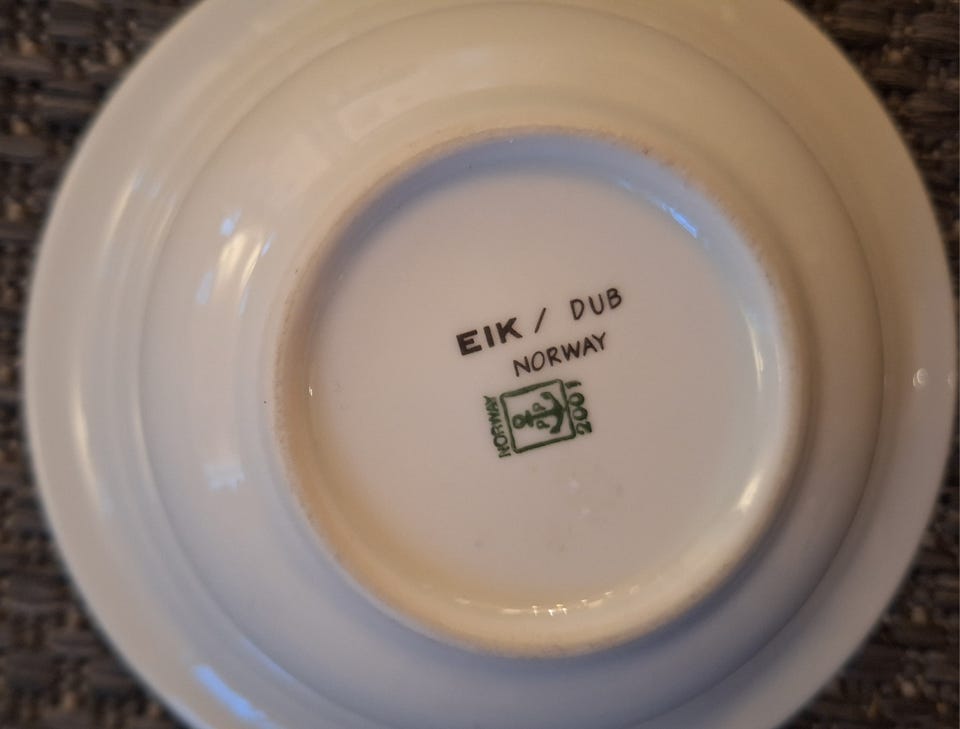 EIK / DUB
NORWAY
NORWAY
PP
2001